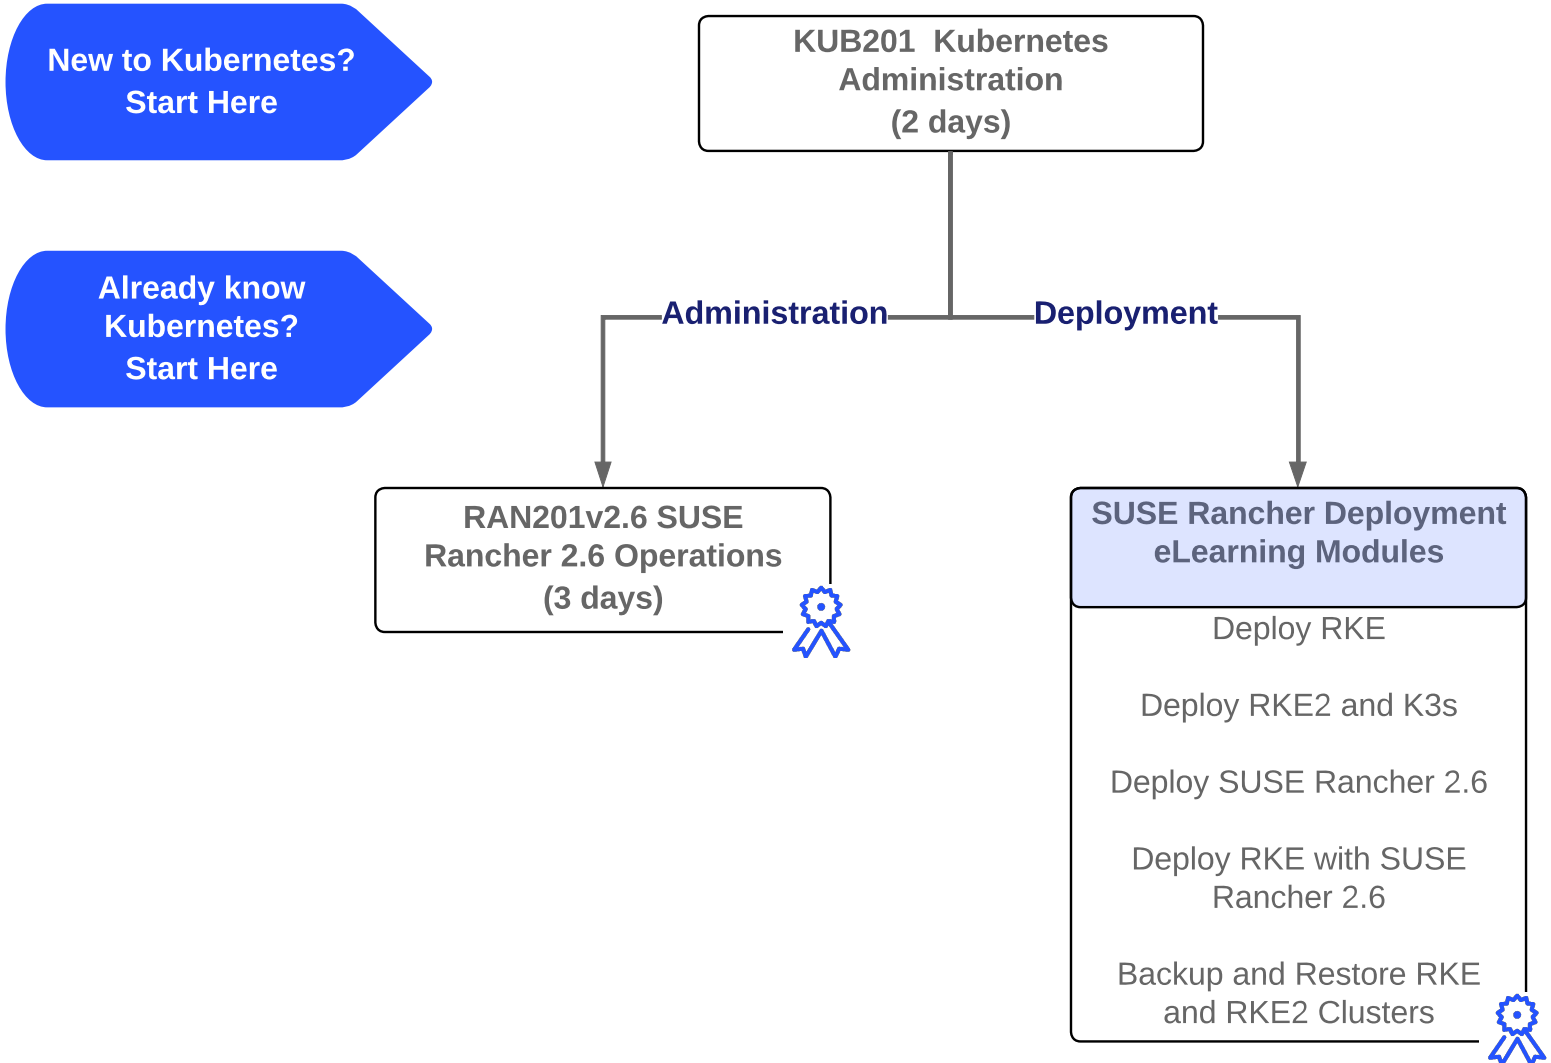 New to Kubernetes?
Start Here
KUB201  Kubernetes
Administration
(2 days)
Already know
Kubernetes?
Start Here
Administration
Deployment
RAN201v2.6 SUSE
Rancher 2.6 Operations
(3 days)
SUSE Rancher Deployment
eLearning Modules
Deploy RKE
Deploy RKE2 and K3s
Deploy SUSE Rancher 2.6
Deploy RKE with SUSE
Rancher 2.6
Backup and Restore RKE
and RKE2 Clusters